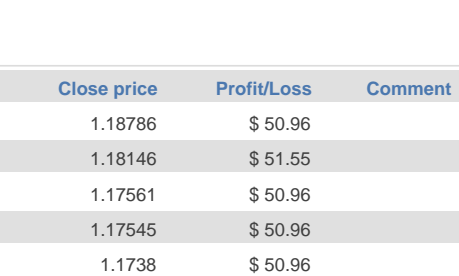 Close price Profit/Loss Comment
1.18786 $ 50.96
1.18146 $ 51.55
1.17561 $ 50.96
1.17545 $ 50.96
1.1738 $ 50.96